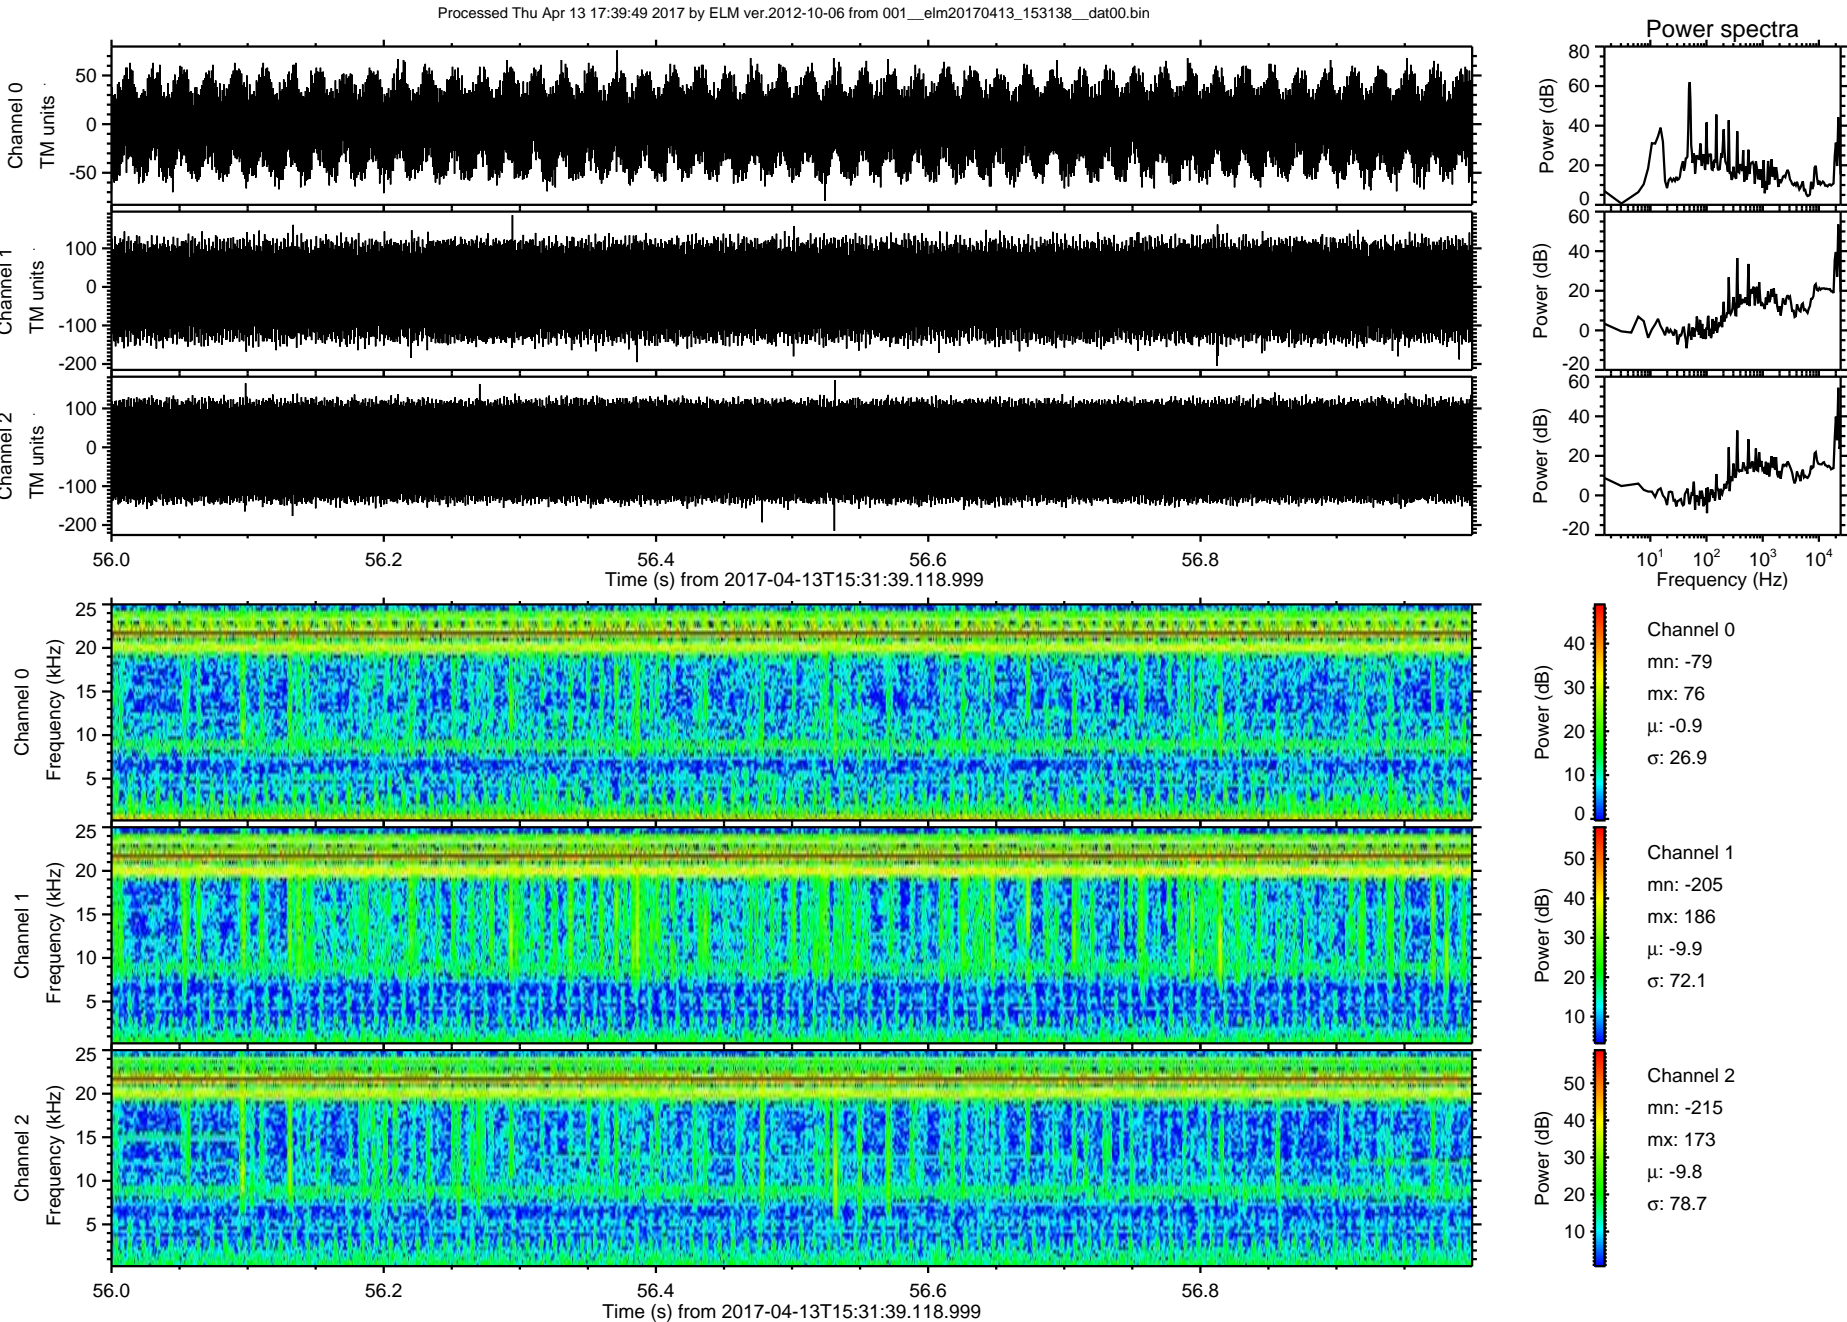 Processed Thu Apr 13 17:39:49 2017 by ELM ver.2012-10-06 from 001__elm20170413_153138__dat00.bin
Power spectra
Channel 0
TM units
50
0
-50
Power (dB)
80
60
40
20
0
Channel 1
TM units
100
0
-100
-200
Power (dB)
60
40
20
0
-20
Channel 2
TM units
100
0
-100
-200
Power (dB)
60
40
20
0
-20
56.0 56.2 56.4 56.6 56.8
Time (s) from 2017-04-13T15:31:39.118.999
10^1 10^2 10^3 10^4
Frequency (Hz)
Channel 0
Frequency (kHz)
25
20
15
10
5
Power (dB)
40
30
20
10
0
Channel 0
mn: -79
mx: 76
μ: -0.9
σ: 26.9
Channel 1
Frequency (kHz)
25
20
15
10
5
Power (dB)
50
40
30
20
10
Channel 1
mn: -205
mx: 186
μ: -9.9
σ: 72.1
Channel 2
Frequency (kHz)
25
20
15
10
5
Power (dB)
50
40
30
20
10
Channel 2
mn: -215
mx: 173
μ: -9.8
σ: 78.7
56.0 56.2 56.4 56.6 56.8
Time (s) from 2017-04-13T15:31:39.118.999